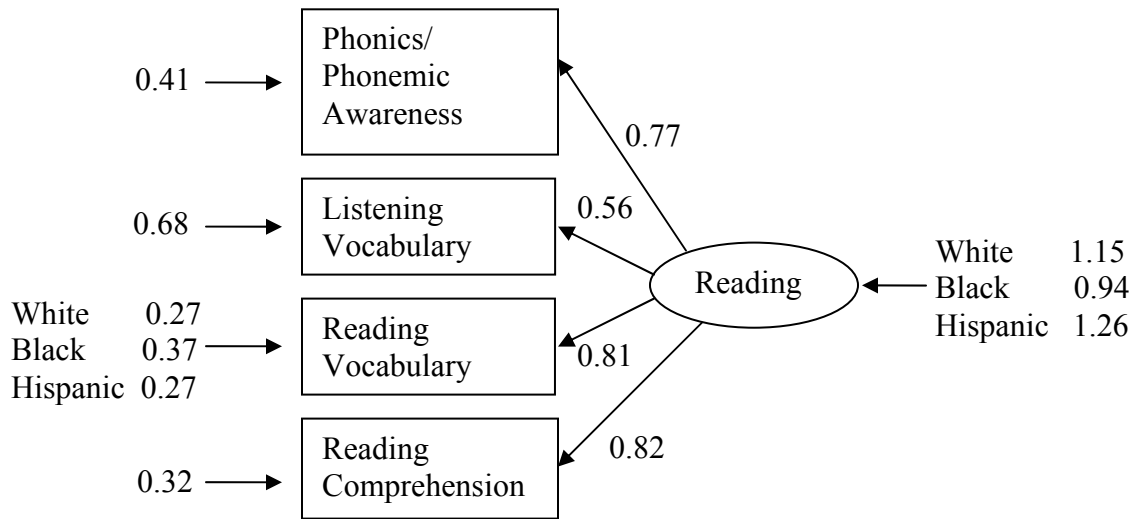 Phonics/
Phonemic
Awareness
0.41
0.77
Listening
Vocabulary
0.68
0.56
Reading
White 1.15
Black 0.94
Hispanic 1.26
White 0.27
Black 0.37
Hispanic 0.27
Reading
Vocabulary
0.81
Reading
Comprehension
0.32
0.82